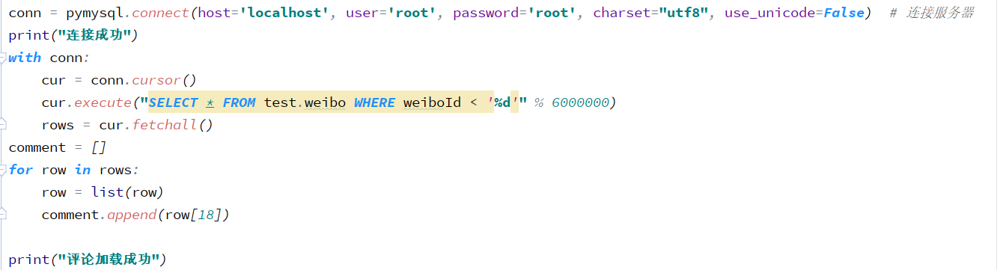 conn = pymysql.connect(host='localhost', user='root', password='root', charset="utf8", use_unicode=False)  # 连接服务器
print("连接成功")
with conn:
    cur = conn.cursor()
    cur.execute("SELECT * FROM test.weibo WHERE weiboId < '%d'" % 6000000)
    rows = cur.fetchall()
comment = []
for row in rows:
    row = list(row)
    comment.append(row[18])
print("评论加载成功")